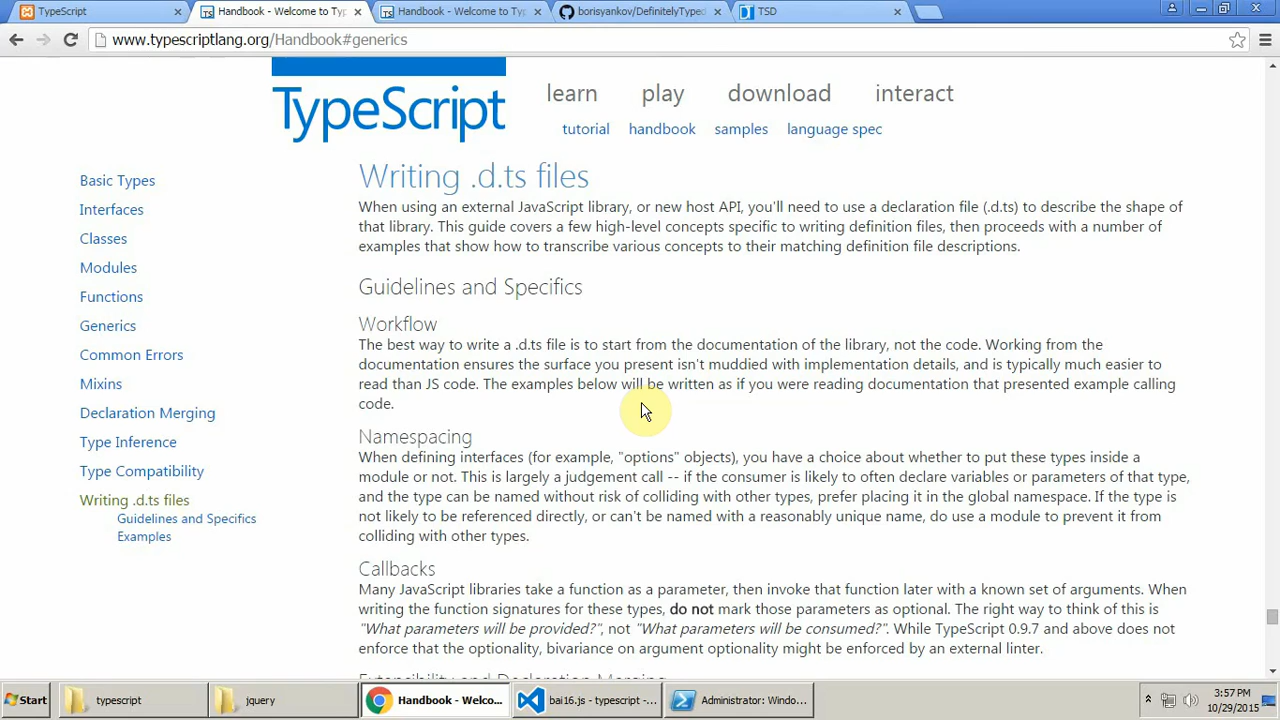 TypeScript
Handbook - Welcome to Typ
Handbook - Welcome to Typ
borisyankov/DefinitelyTyped
TSD
www.typescriptlang.org/Handbook#generics
TypeScript
learn play download interact
tutorial handbook samples language spec
Basic Types
Interfaces
Classes
Modules
Functions
Generics
Common Errors
Mixins
Declaration Merging
Type Inference
Type Compatibility
Writing .d.ts files
Guidelines and Specifics
Examples
Writing .d.ts files
When using an external JavaScript library, or new host API, you'll need to use a declaration file (.d.ts) to describe the shape of
that library. This guide covers a few high-level concepts specific to writing definition files, then proceeds with a number of
examples that show how to transcribe various concepts to their matching definition file descriptions.
Guidelines and Specifics
Workflow
The best way to write a .d.ts file is to start from the documentation of the library, not the code. Working from the
documentation ensures the surface you present isn't muddied with implementation details, and is typically much easier to
read than JS code. The examples below will be written as if you were reading documentation that presented example calling
code.
Namespacing
When defining interfaces (for example, "options" objects), you have a choice about whether to put these types inside a
module or not. This is largely a judgement call -- if the consumer is likely to often declare variables or parameters of that type,
and the type can be named without risk of colliding with other types, prefer placing it in the global namespace. If the type is
not likely to be referenced directly, or can't be named with a reasonably unique name, do use a module to prevent it from
colliding with other types.
Callbacks
Many JavaScript libraries take a function as a parameter, then invoke that function later with a known set of arguments. When
writing the function signatures for these types, do not mark those parameters as optional. The right way to think of this is
"What parameters will be provided?", not "What parameters will be consumed?". While TypeScript 0.9.7 and above does not
enforce that the optionality, bivariance on argument optionality might be enforced by an external linter.
Extensibility and Declaration Merging
Start
typescript
jquery
Handbook - Welco...
bai16.js - typescript -...
Administrator: Windo...
3:57 PM
10/29/2015